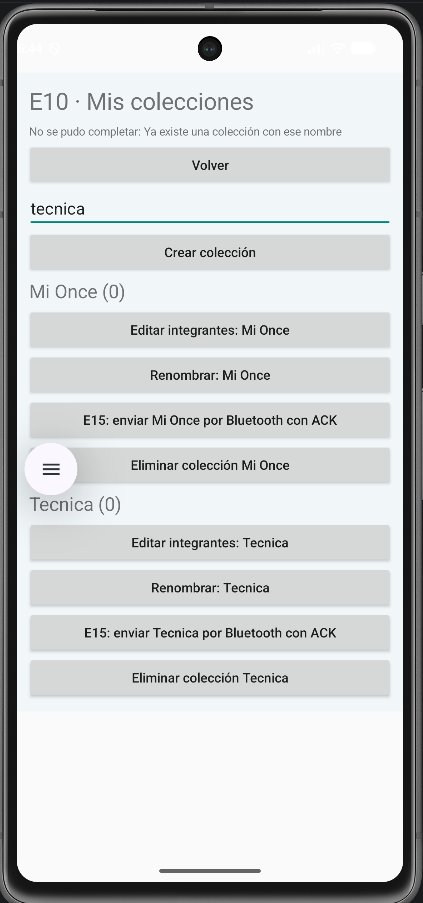 E10 · Mis colecciones
No se pudo completar: Ya existe una colección con ese nombre
Volver
tecnica
Crear colección
Mi Once (0)
Editar integrantes: Mi Once
Renombrar: Mi Once
E15: enviar Mi Once por Bluetooth con ACK
Eliminar colección Mi Once
Tecnica (0)
Editar integrantes: Tecnica
Renombrar: Tecnica
E15: enviar Tecnica por Bluetooth con ACK
Eliminar colección Tecnica